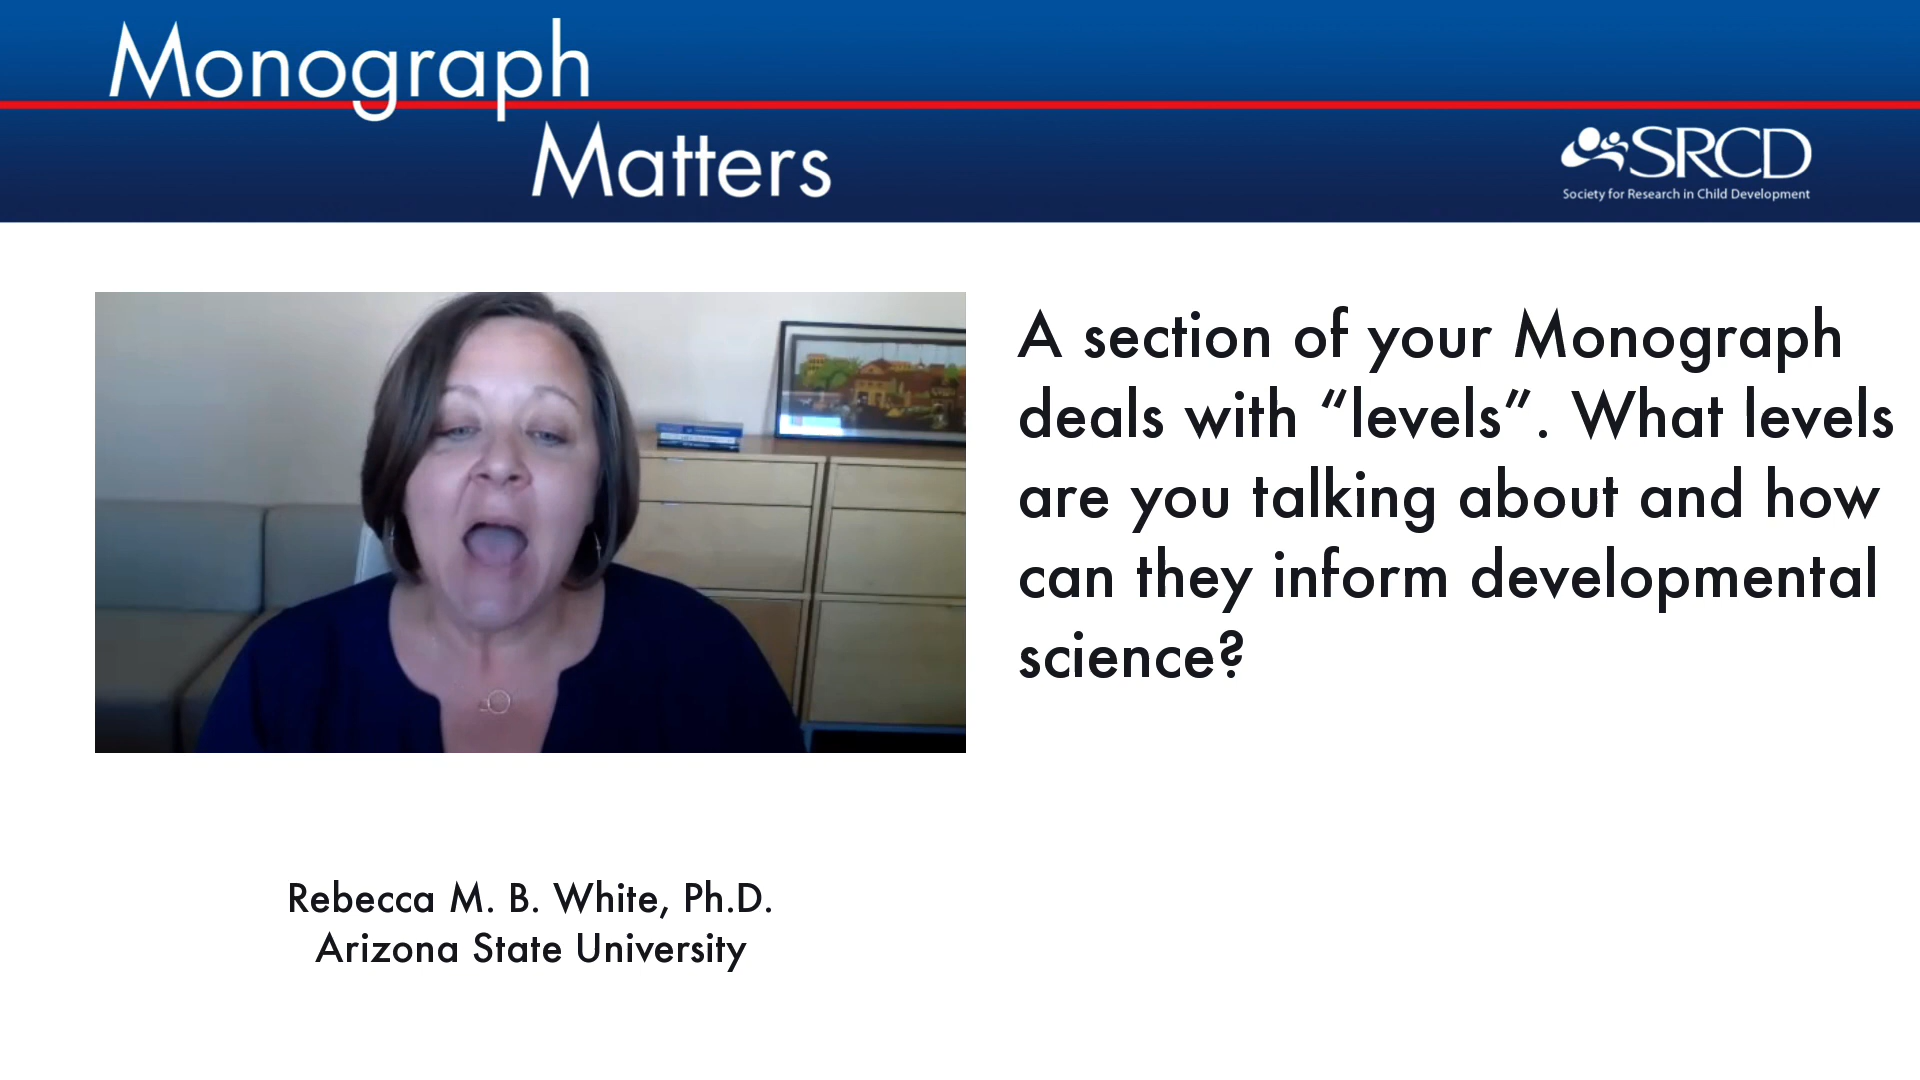 Monograph
Matters
SRCD
Society for Research in Child Development
A section of your Monograph
deals with “levels”. What levels
are you talking about and how
can they inform developmental
science?
Rebecca M. B. White, Ph.D.
Arizona State University